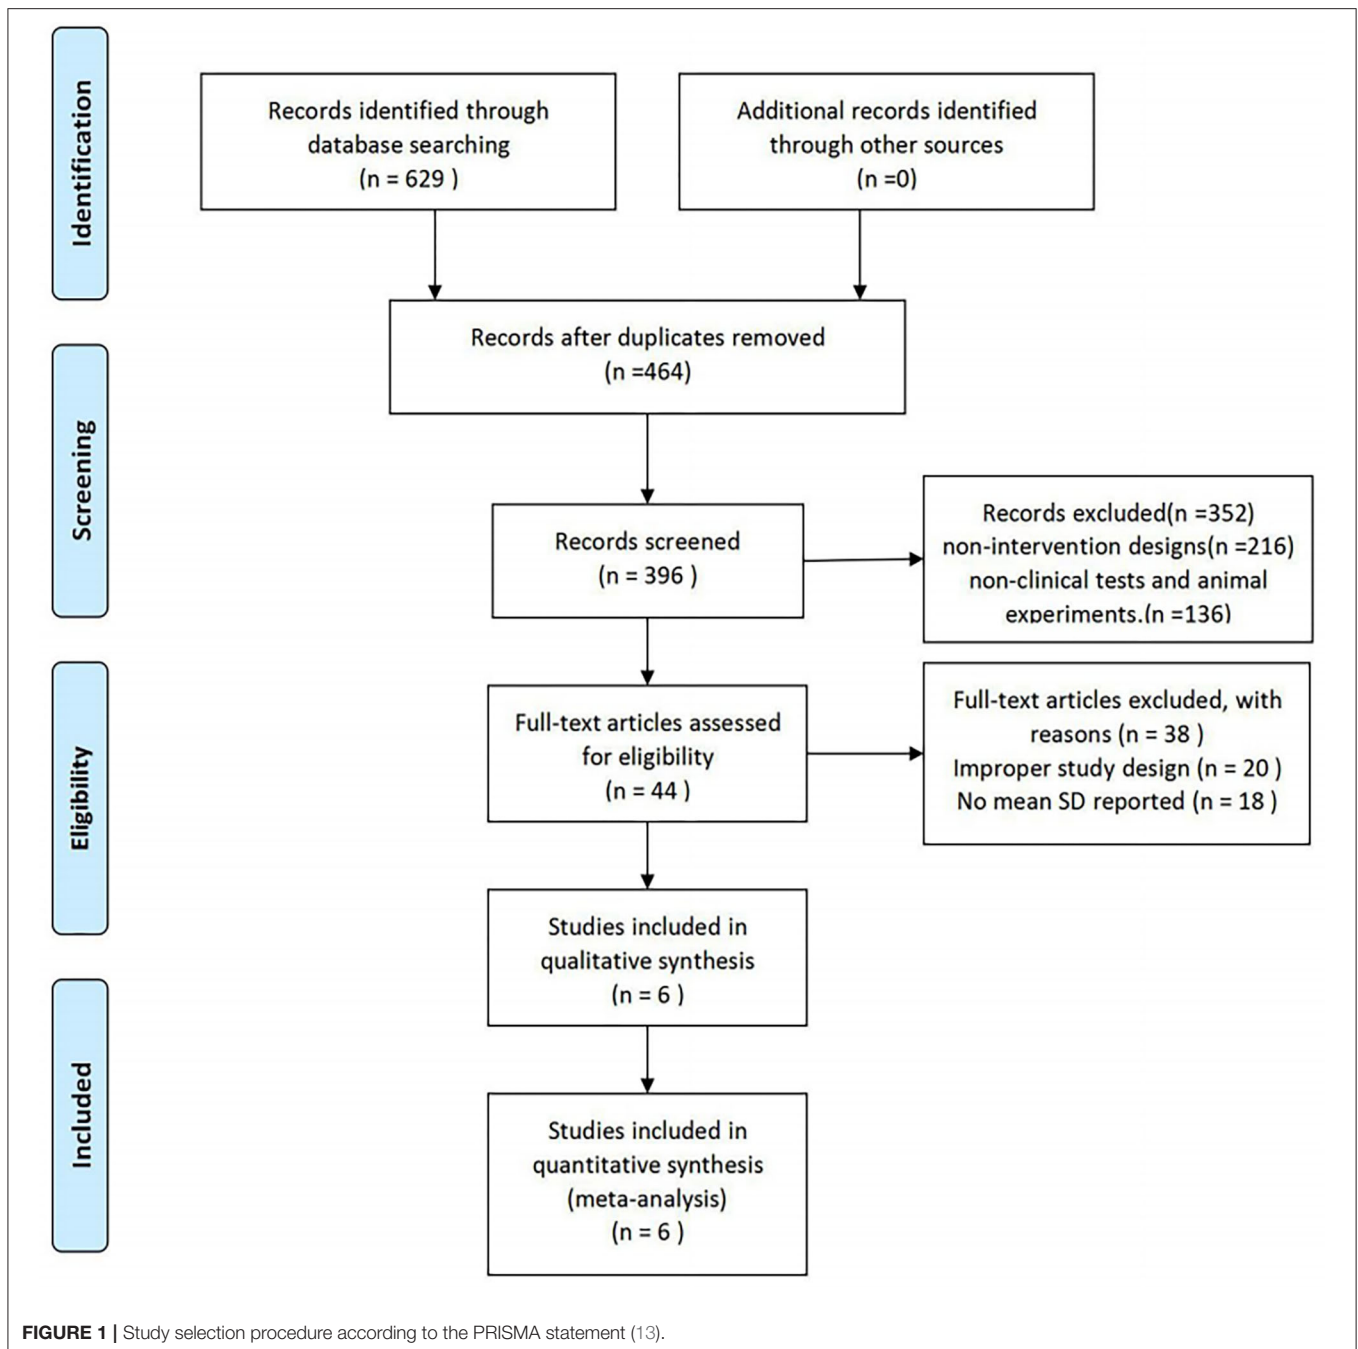 Identification
Records identified through
database searching
(n = 629 )
Additional records identified
through other sources
(n =0)
Records after duplicates removed
(n =464)
Screening
Records screened
(n = 396 )
Records excluded(n =352)
non-intervention designs(n =216)
non-clinical tests and animal
experiments.(n =136)
Eligibility
Full-text articles assessed
for eligibility
(n = 44 )
Full-text articles excluded, with
reasons (n = 38 )
Improper study design (n = 20 )
No mean SD reported (n = 18 )
Studies included in
qualitative synthesis
(n = 6 )
Included
Studies included in
quantitative synthesis
(meta-analysis)
(n = 6 )
FIGURE 1 | Study selection procedure according to the PRISMA statement (13).